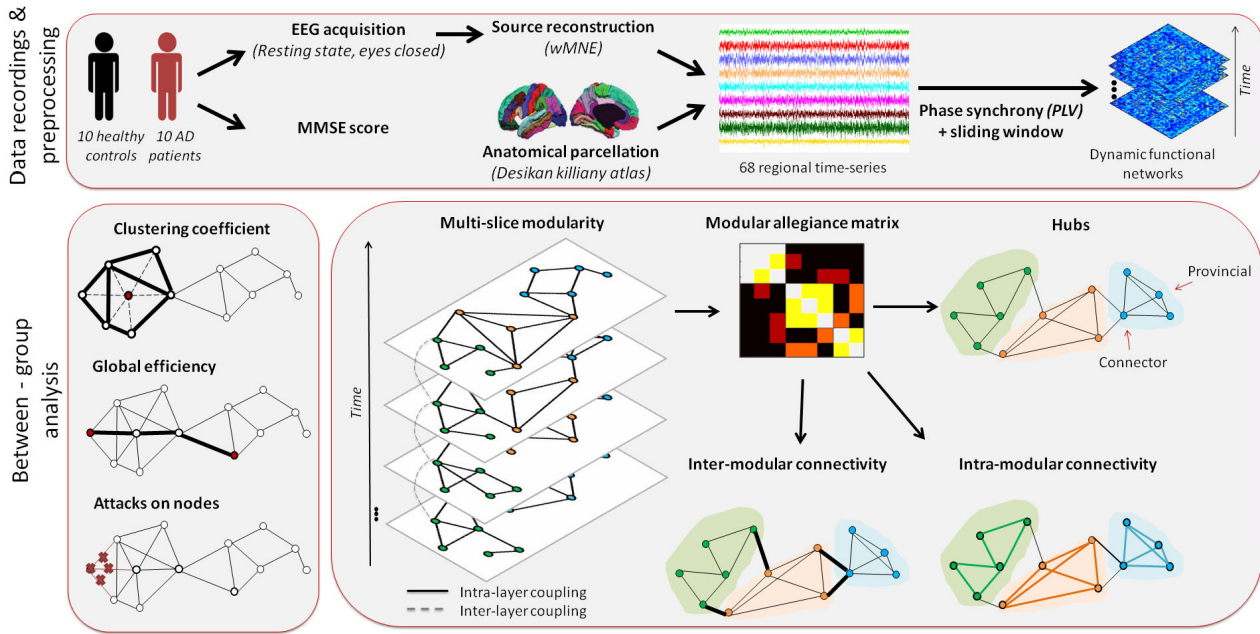 Data recordings &
preprocessing
10 healthy
controls
10 AD
patients
EEG acquisition
(Resting state, eyes closed)
MMSE score
Source reconstruction
(wMNE)
Anatomical parcellation
(Desikan killiany atlas)
68 regional time-series
Phase synchrony (PLV)
+ sliding window
Time
Dynamic functional
networks
Between - group
analysis
Clustering coefficient
Global efficiency
Attacks on nodes
Multi-slice modularity
Time
Intra-layer coupling
Inter-layer coupling
Modular allegiance matrix
Hubs
Provincial
Connector
Inter-modular connectivity
Intra-modular connectivity